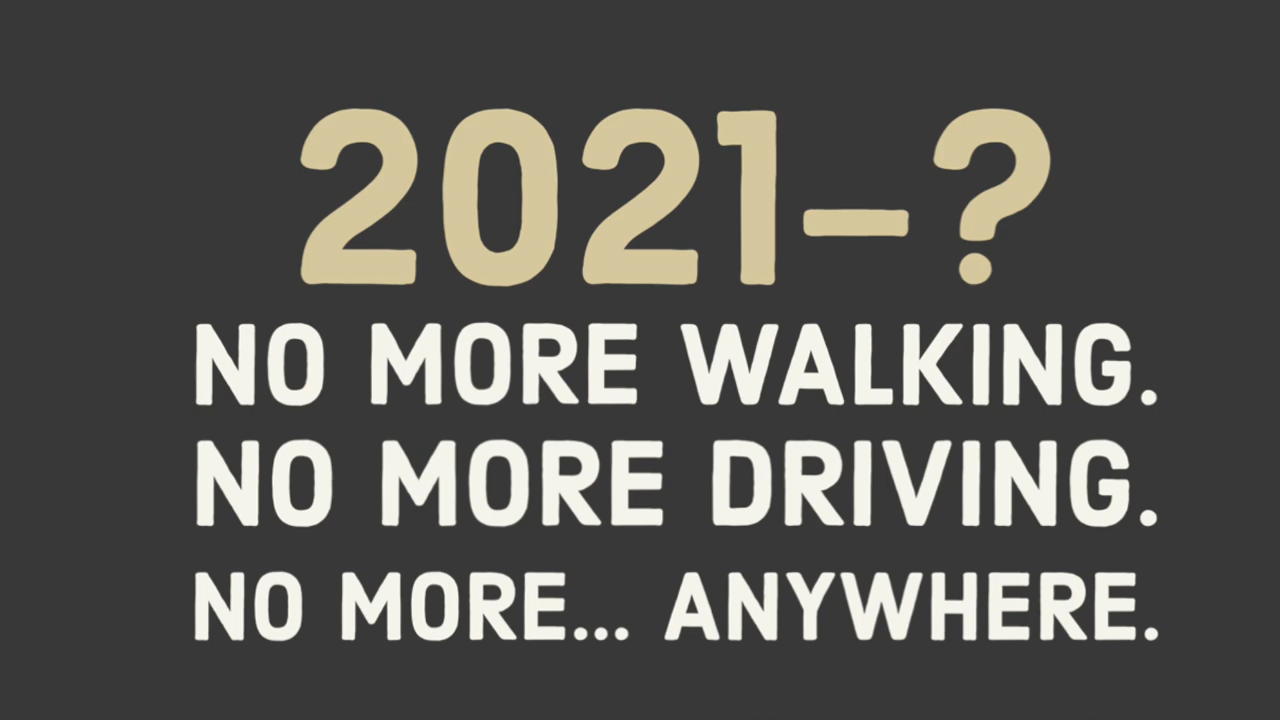 2021–?
NO MORE WALKING.
NO MORE DRIVING.
NO MORE... ANYWHERE.